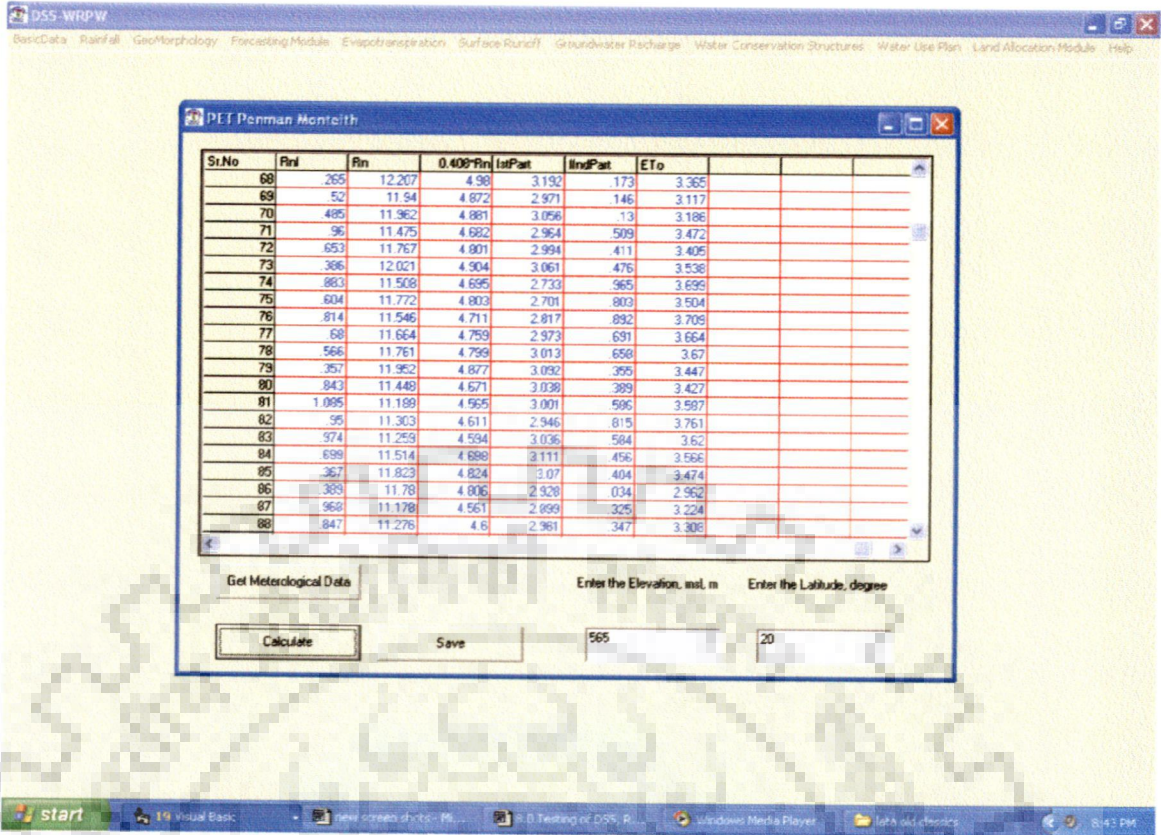 DSS-WRPW
BasicData Rainfall GeoMorphology Forecasting Module Evapotranspiration Surface Runoff Groundwater Recharge Water Conservation Structures Water Use Plan Land Allocation Module Help
PET Penman Monteith
Sr.No Rnl Rn 0.408*Rn IstPart IIndPart ETo
68 .265 12.207 4.98 3.192 .173 3.365
69 .52 11.94 4.872 2.971 .146 3.117
70 .485 11.962 4.881 3.056 .13 3.186
71 .96 11.475 4.682 2.964 .509 3.472
72 .653 11.767 4.801 2.994 .411 3.405
73 .386 12.021 4.904 3.061 .476 3.538
74 .883 11.508 4.695 2.733 .965 3.699
75 .604 11.772 4.803 2.701 .803 3.504
76 .814 11.546 4.711 2.817 .892 3.709
77 .68 11.664 4.759 2.973 .691 3.664
78 .566 11.761 4.799 3.013 .658 3.67
79 .357 11.952 4.877 3.092 .355 3.447
80 .843 11.448 4.671 3.038 .389 3.427
81 1.085 11.188 4.565 3.001 .586 3.587
82 .95 11.303 4.611 2.946 .815 3.761
83 .974 11.259 4.594 3.036 .584 3.62
84 .699 11.514 4.698 3.111 .456 3.566
85 .367 11.823 4.824 3.07 .404 3.474
86 .389 11.78 4.806 2.928 .034 2.962
87 .968 11.178 4.561 2.899 .325 3.224
88 .847 11.276 4.6 2.961 .347 3.308
Get Meterological Data Enter the Elevation, msl, m Enter the Latitude, degree
Calculate Save 565 20
start 19 Visual Basic new screen shots - Mi... 8.B.Testing of DSS, R... Windows Media Player lata old classics 8:43 PM